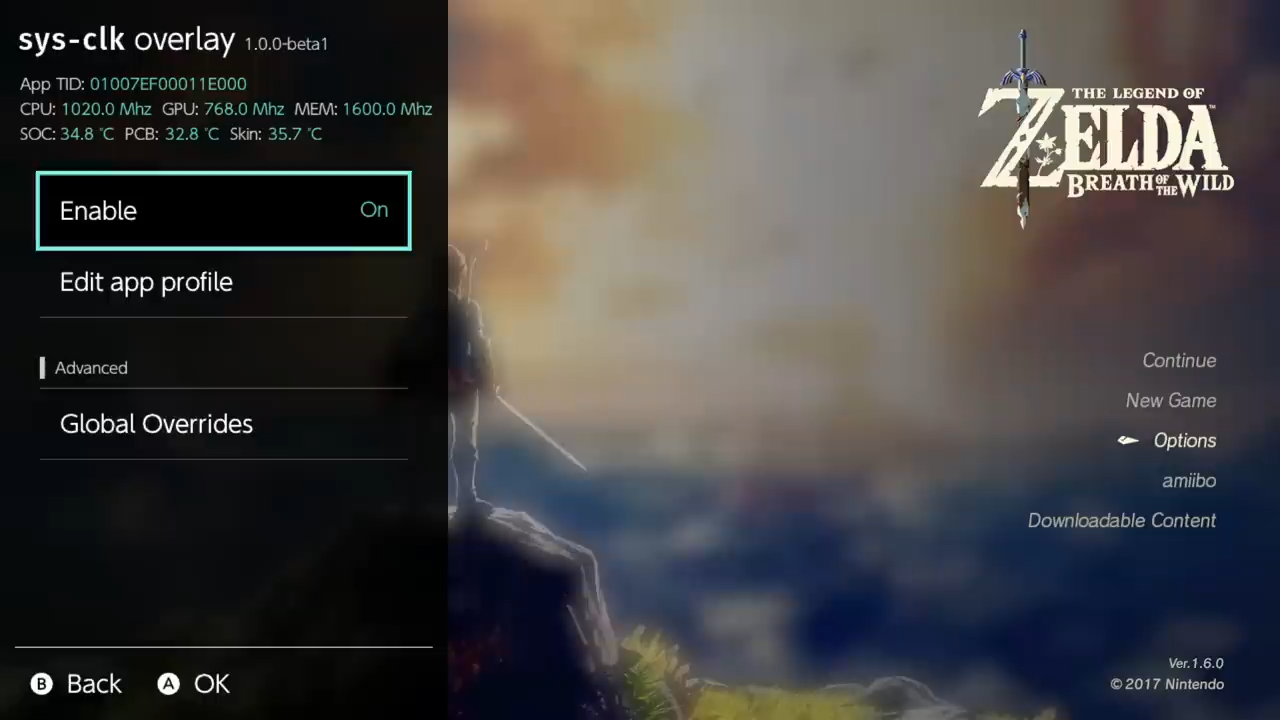 sys-clk overlay 1.0.0-beta1
App TID: 01007EF00011E000
CPU: 1020.0 Mhz GPU: 768.0 Mhz MEM: 1600.0 Mhz
SOC: 34.8 °C PCB: 32.8 °C Skin: 35.7 °C
Enable On
Edit app profile
Advanced
Global Overrides
B Back A OK
THE LEGEND OF
ZELDA™
BREATH OF THE WILD
Continue
New Game
Options
amiibo
Downloadable Content
Ver.1.6.0
© 2017 Nintendo